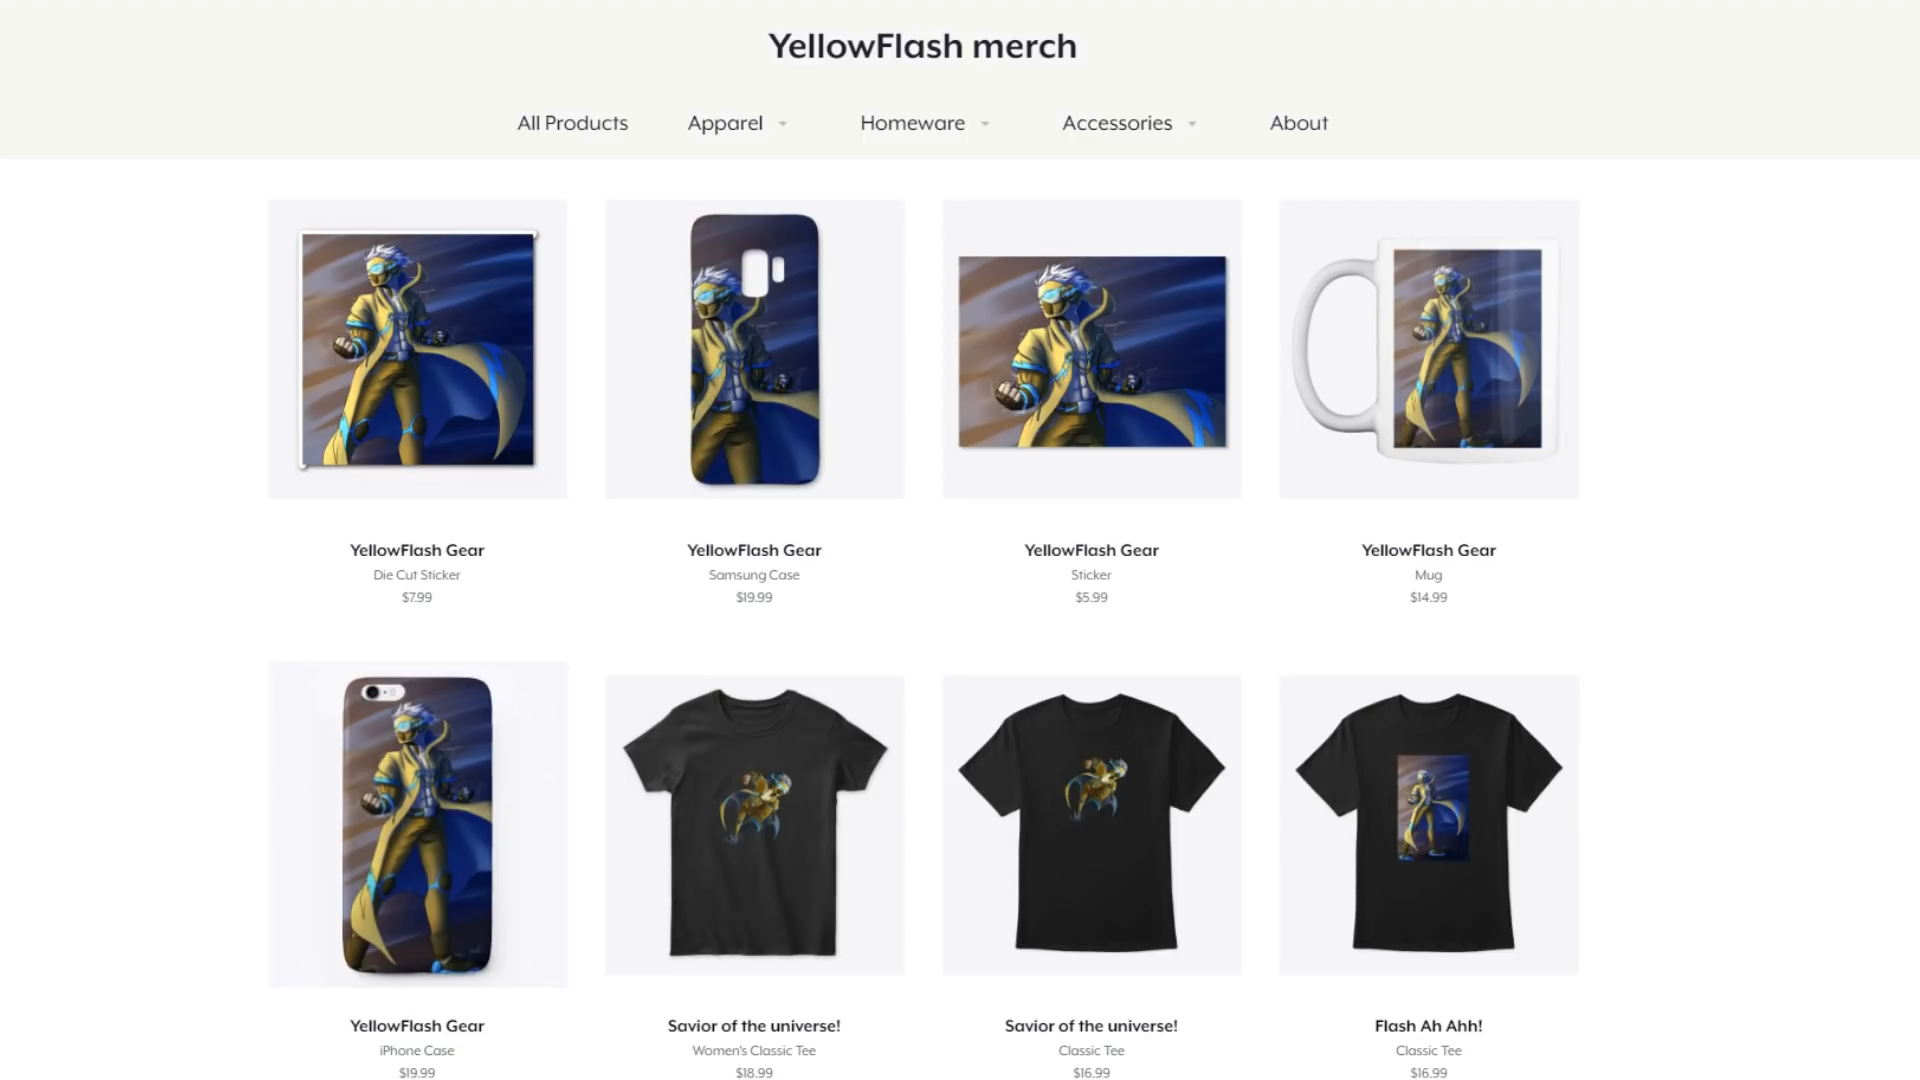 YellowFlash merch
All Products Apparel Homeware Accessories About
YellowFlash Gear YellowFlash Gear YellowFlash Gear YellowFlash Gear
Die Cut Sticker Samsung Case Sticker Mug
$7.99 $19.99 $5.99 $14.99
YellowFlash Gear Savior of the universe! Savior of the universe! Flash Ah Ahh!
iPhone Case Women's Classic Tee Classic Tee Classic Tee
$19.99 $18.99 $16.99 $16.99